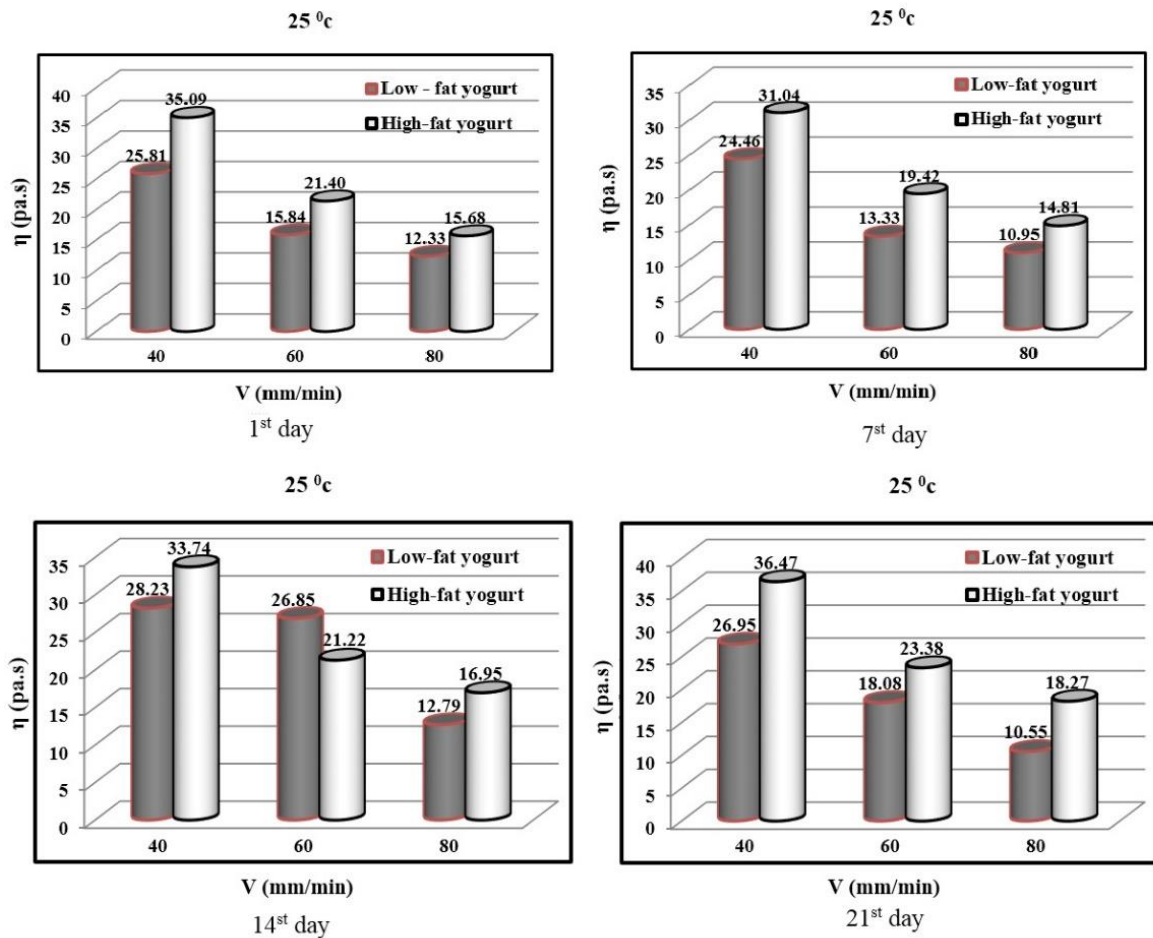 25 ⁰c
Low - fat yogurt
High-fat yogurt
40
35
30
25
20
15
10
5
0
η (pa.s)
25.81
35.09
15.84
21.40
12.33
15.68
40
60
80
V (mm/min)
1st day
25 ⁰c
Low-fat yogurt
High-fat yogurt
35
30
25
20
15
10
5
0
η (pa.s)
24.46
31.04
13.33
19.42
10.95
14.81
40
60
80
V (mm/min)
7st day
25 ⁰c
Low-fat yogurt
High-fat yogurt
35
30
25
20
15
10
5
0
η (pa.s)
28.23
33.74
26.85
21.22
12.79
16.95
40
60
80
V (mm/min)
14st day
25 ⁰c
Low-fat yogurt
High-fat yogurt
40
35
30
25
20
15
10
5
0
η (pa.s)
26.95
36.47
18.08
23.38
10.55
18.27
40
60
80
V (mm/min)
21st day